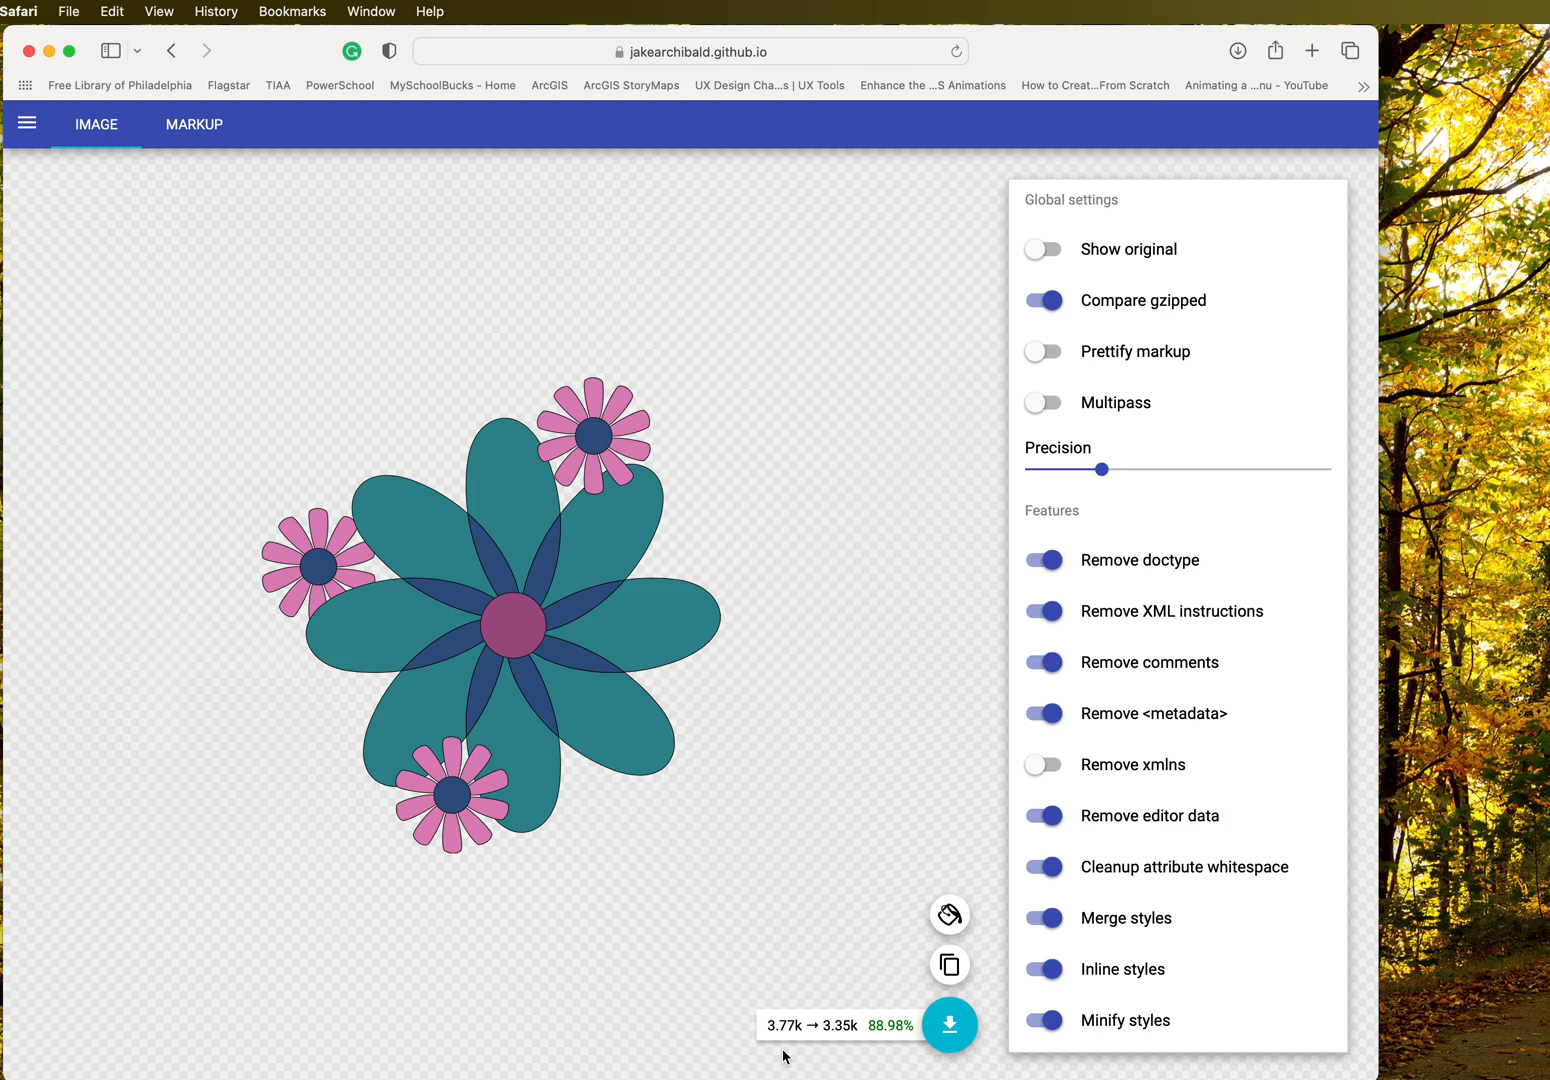 Safari File Edit View History Bookmarks Window Help
jakearchibald.github.io
Free Library of Philadelphia Flagstar TIAA PowerSchool MySchoolBucks - Home ArcGIS ArcGIS StoryMaps UX Design Cha...s | UX Tools Enhance the ...S Animations How to Creat...From Scratch Animating a ...nu - YouTube
IMAGE MARKUP
Global settings
Show original
Compare gzipped
Prettify markup
Multipass
Precision
Features
Remove doctype
Remove XML instructions
Remove comments
Remove <metadata>
Remove xmlns
Remove editor data
Cleanup attribute whitespace
Merge styles
Inline styles
Minify styles
3.77k → 3.35k 88.98%